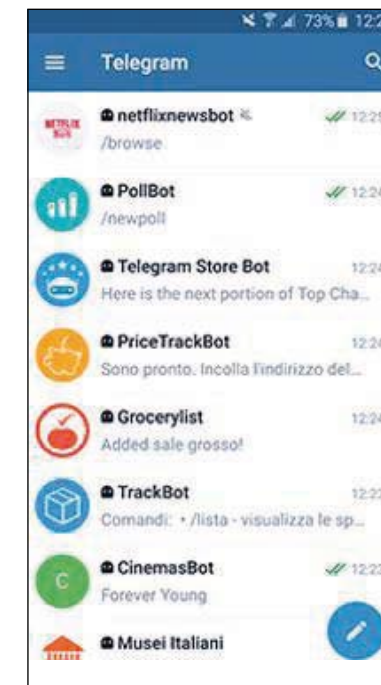 73% 12:2
Telegram
NETFLIX
netflixnewsbot 12:25
/browse
PollBot 12:24
/newpoll
Telegram Store Bot 12:24
Here is the next portion of Top Cha...
PriceTrackBot 12:24
Sono pronto. Incolla l'indirizzo del...
Grocerylist 12:24
Added sale grosso!
TrackBot 12:23
Comandi: • /lista - visualizza le sp...
C
CinemasBot 12:23
Forever Young
Musei Italiani